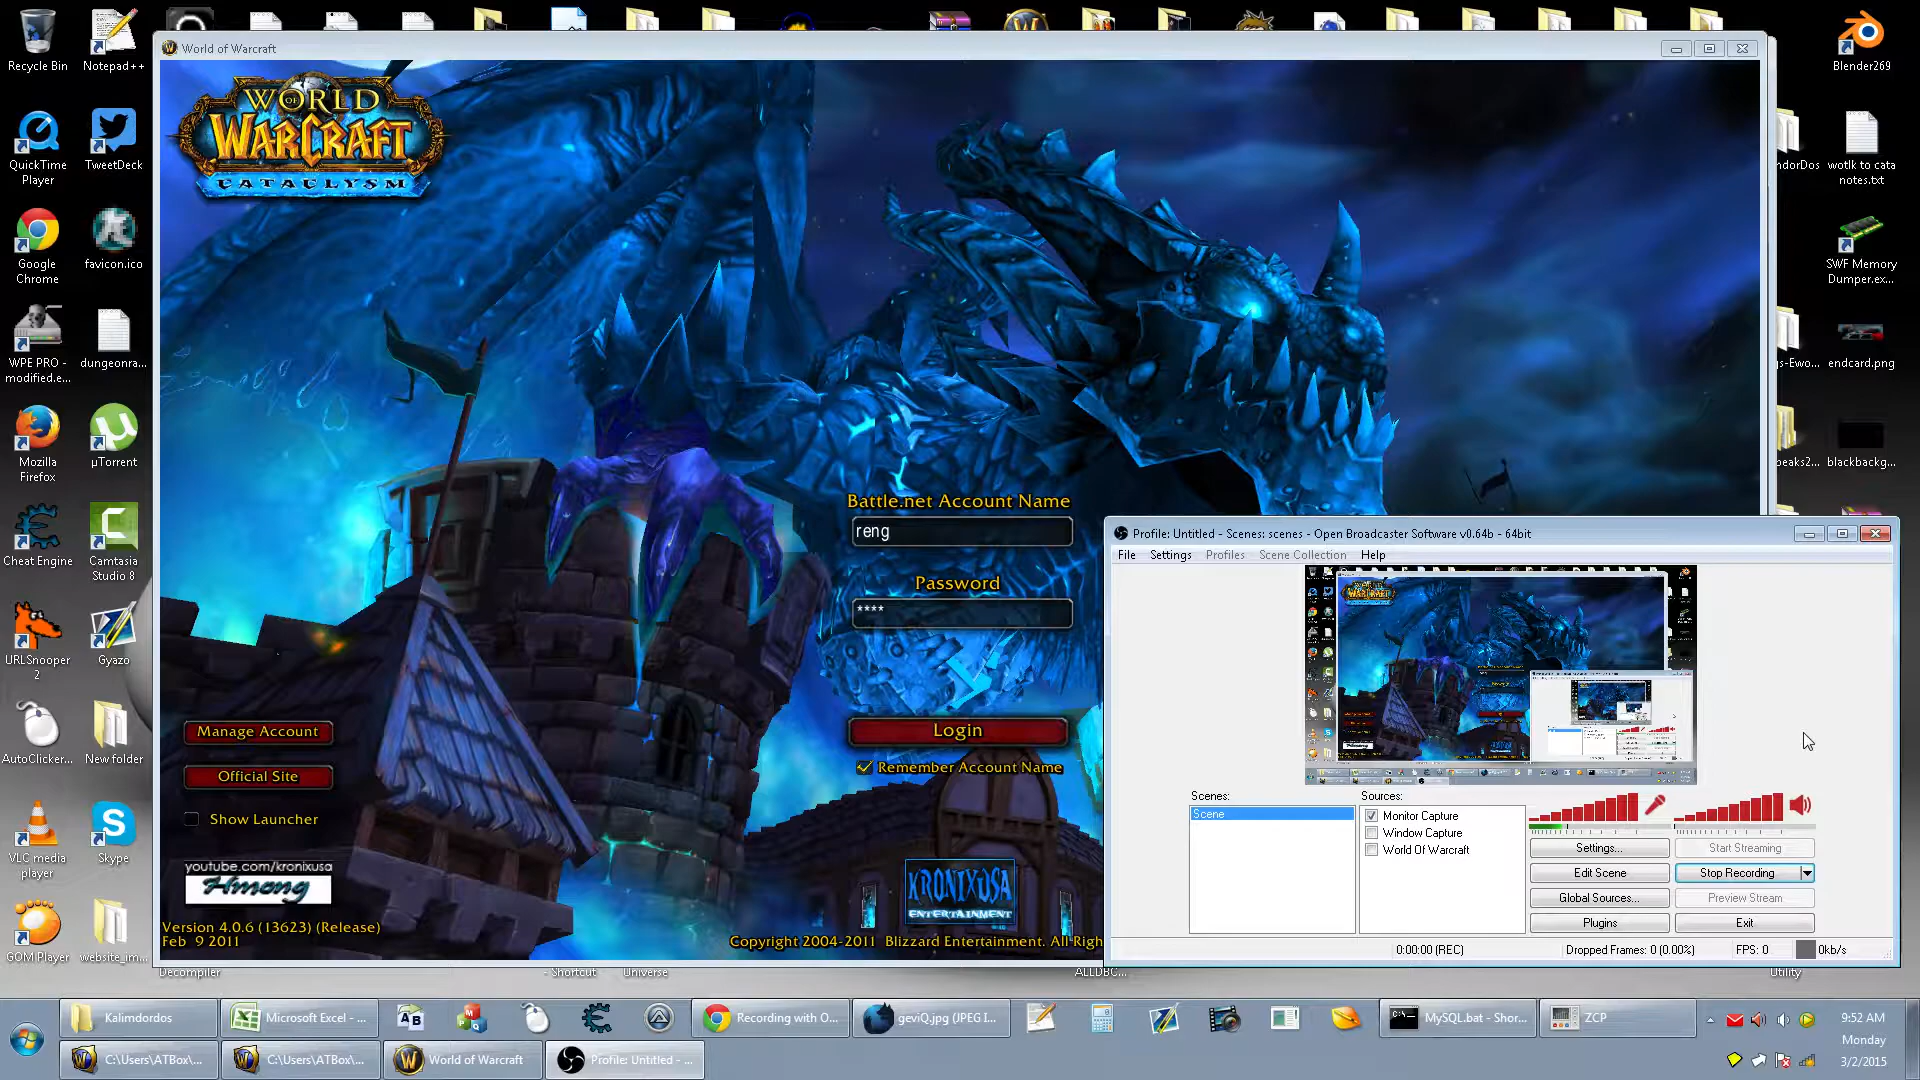 Recycle Bin
Notepad++
QuickTime
Player
TweetDeck
Google
Chrome
favicon.ico
WPE PRO -
modified.e...
dungeonra...
Mozilla
Firefox
µTorrent
Cheat Engine
Camtasia
Studio 8
URLSnooper
2
Gyazo
AutoClicker...
New folder
VLC media
player
Skype
GOM Player
website_im...
World of Warcraft
WORLD
OF
WARCRAFT
CATACLYSM
Battle.net Account Name
reng
Password
****
Login
Remember Account Name
Manage Account
Official Site
Show Launcher
youtube.com/kronixusa
Hmong
Version 4.0.6 (13623) (Release)
Feb 9 2011
KRONIXUSA
ENTERTAINMENT
Copyright 2004-2011 Blizzard Entertainment. All Righ
Decompiler
- Shortcut
Universe
ALLDBC...
Utility
Blender269
ndorDos
wotlk to cata
notes.txt
SWF Memory
Dumper.ex...
gs-Ewo...
endcard.png
peaks2...
blackbackg...
Profile: Untitled - Scenes: scenes - Open Broadcaster Software v0.64b - 64bit
File Settings Profiles Scene Collection Help
Scenes:
Scene
Sources:
Monitor Capture
Window Capture
World Of Warcraft
Settings...
Start Streaming
Edit Scene
Stop Recording
Global Sources...
Preview Stream
Plugins
Exit
0:00:00 (REC)
Dropped Frames: 0 (0.00%)
FPS: 0
0kb/s
Kalimdordos
Microsoft Excel - ...
Recording with O...
geviQ.jpg (JPEG I...
MySQL.bat - Shor...
ZCP
C:\Users\ATBox\...
C:\Users\ATBox\...
World of Warcraft
Profile: Untitled - ...
9:52 AM
Monday
3/2/2015